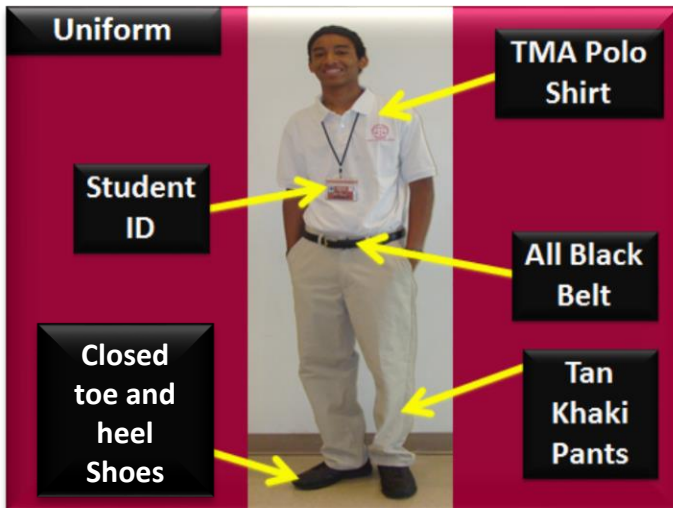 Uniform
TMA Polo
Shirt
Student
ID
All Black
Belt
Closed
toe and
heel
Shoes
Tan
Khaki
Pants